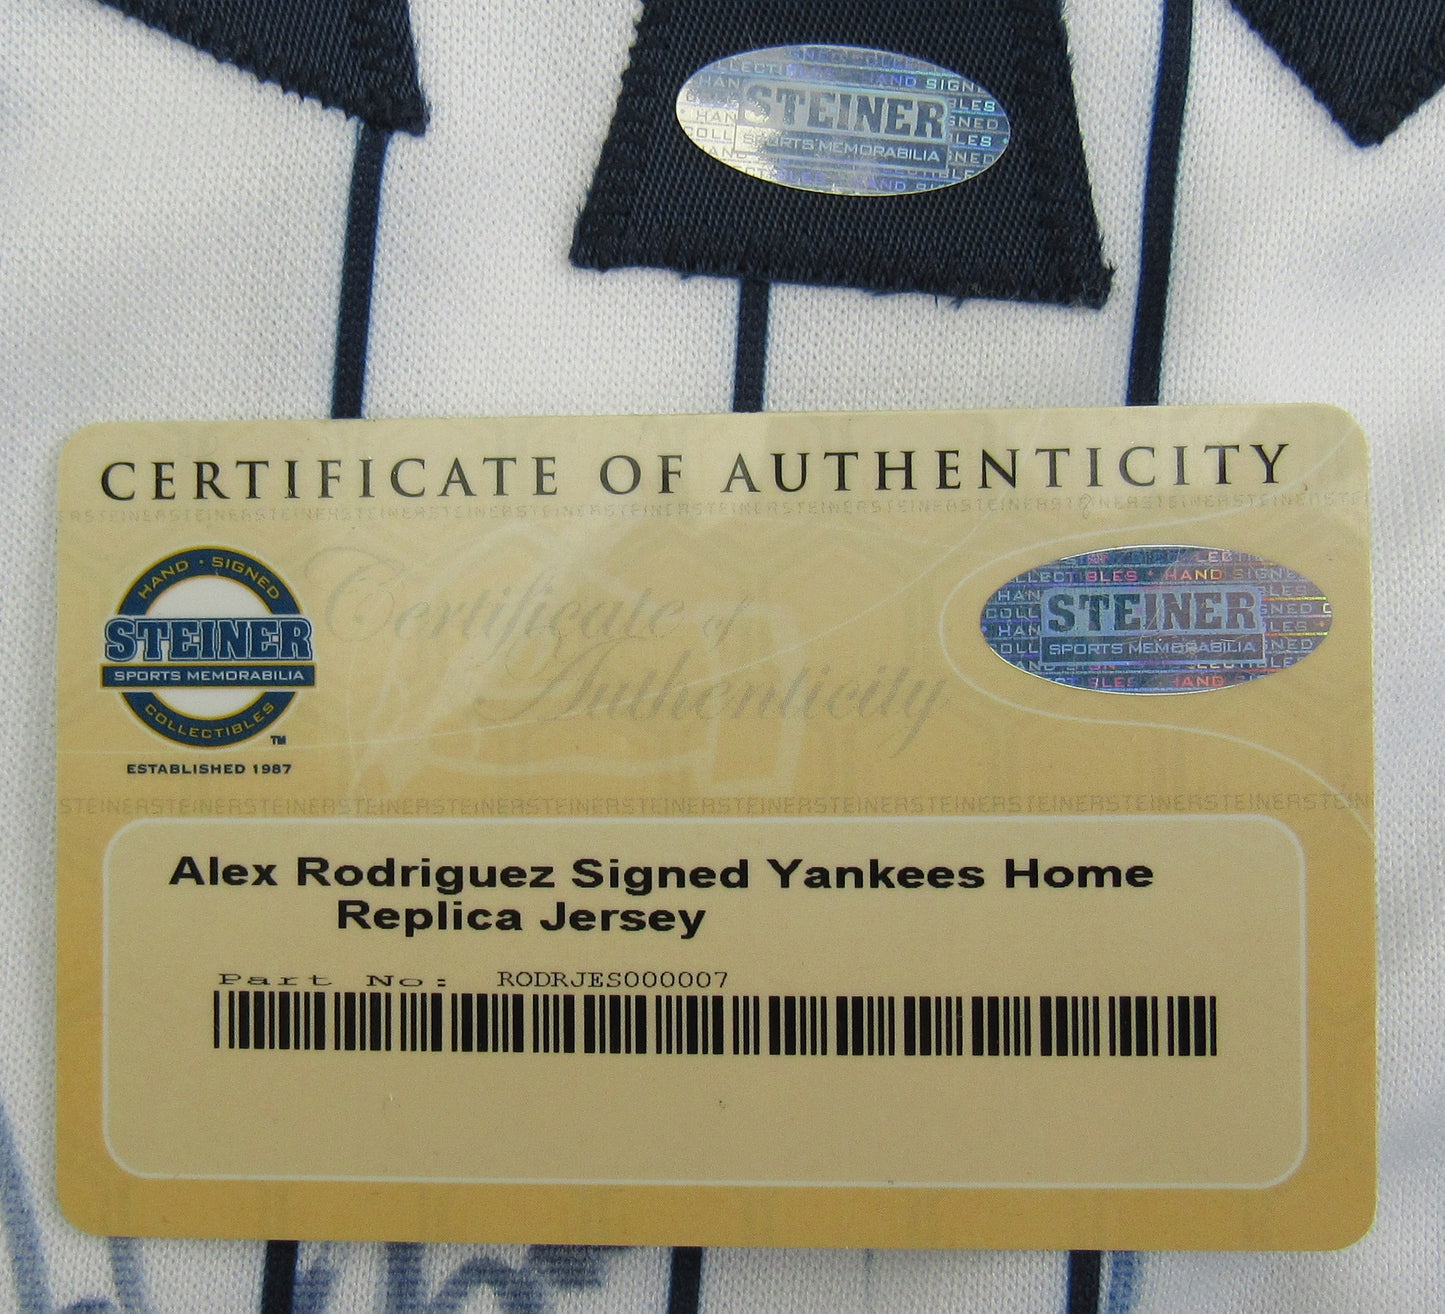 STEINER
SPORTS MEMORABILIA
CERTIFICATE OF AUTHENTICITY
HAND · SIGNED
STEINER
SPORTS MEMORABILIA
COLLECTIBLES
TM
ESTABLISHED 1987
Certificate of
Authenticity
STEINER
SPORTS MEMORABILIA
Alex Rodriguez Signed Yankees Home
Replica Jersey
Part No: RODRJES000007